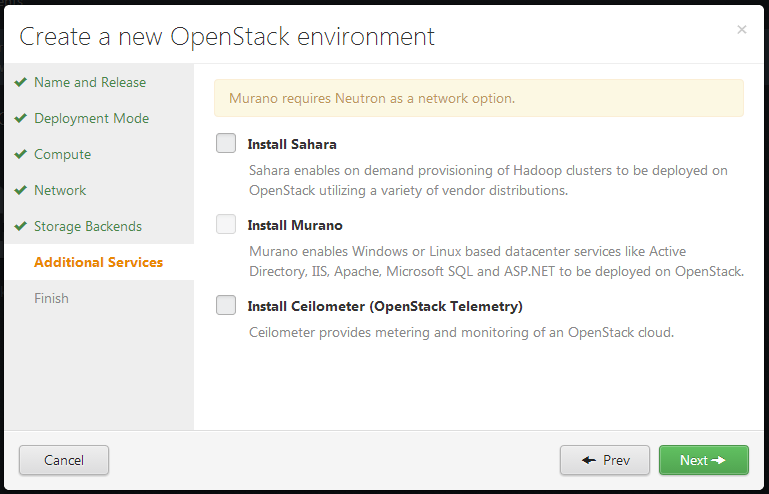 Create a new OpenStack environment
×
Name and Release
Deployment Mode
Compute
Network
Storage Backends
Additional Services
Finish
Murano requires Neutron as a network option.
Install Sahara
Sahara enables on demand provisioning of Hadoop clusters to be deployed on
OpenStack utilizing a variety of vendor distributions.
Install Murano
Murano enables Windows or Linux based datacenter services like Active
Directory, IIS, Apache, Microsoft SQL and ASP.NET to be deployed on OpenStack.
Install Ceilometer (OpenStack Telemetry)
Ceilometer provides metering and monitoring of an OpenStack cloud.
Cancel
Prev
Next